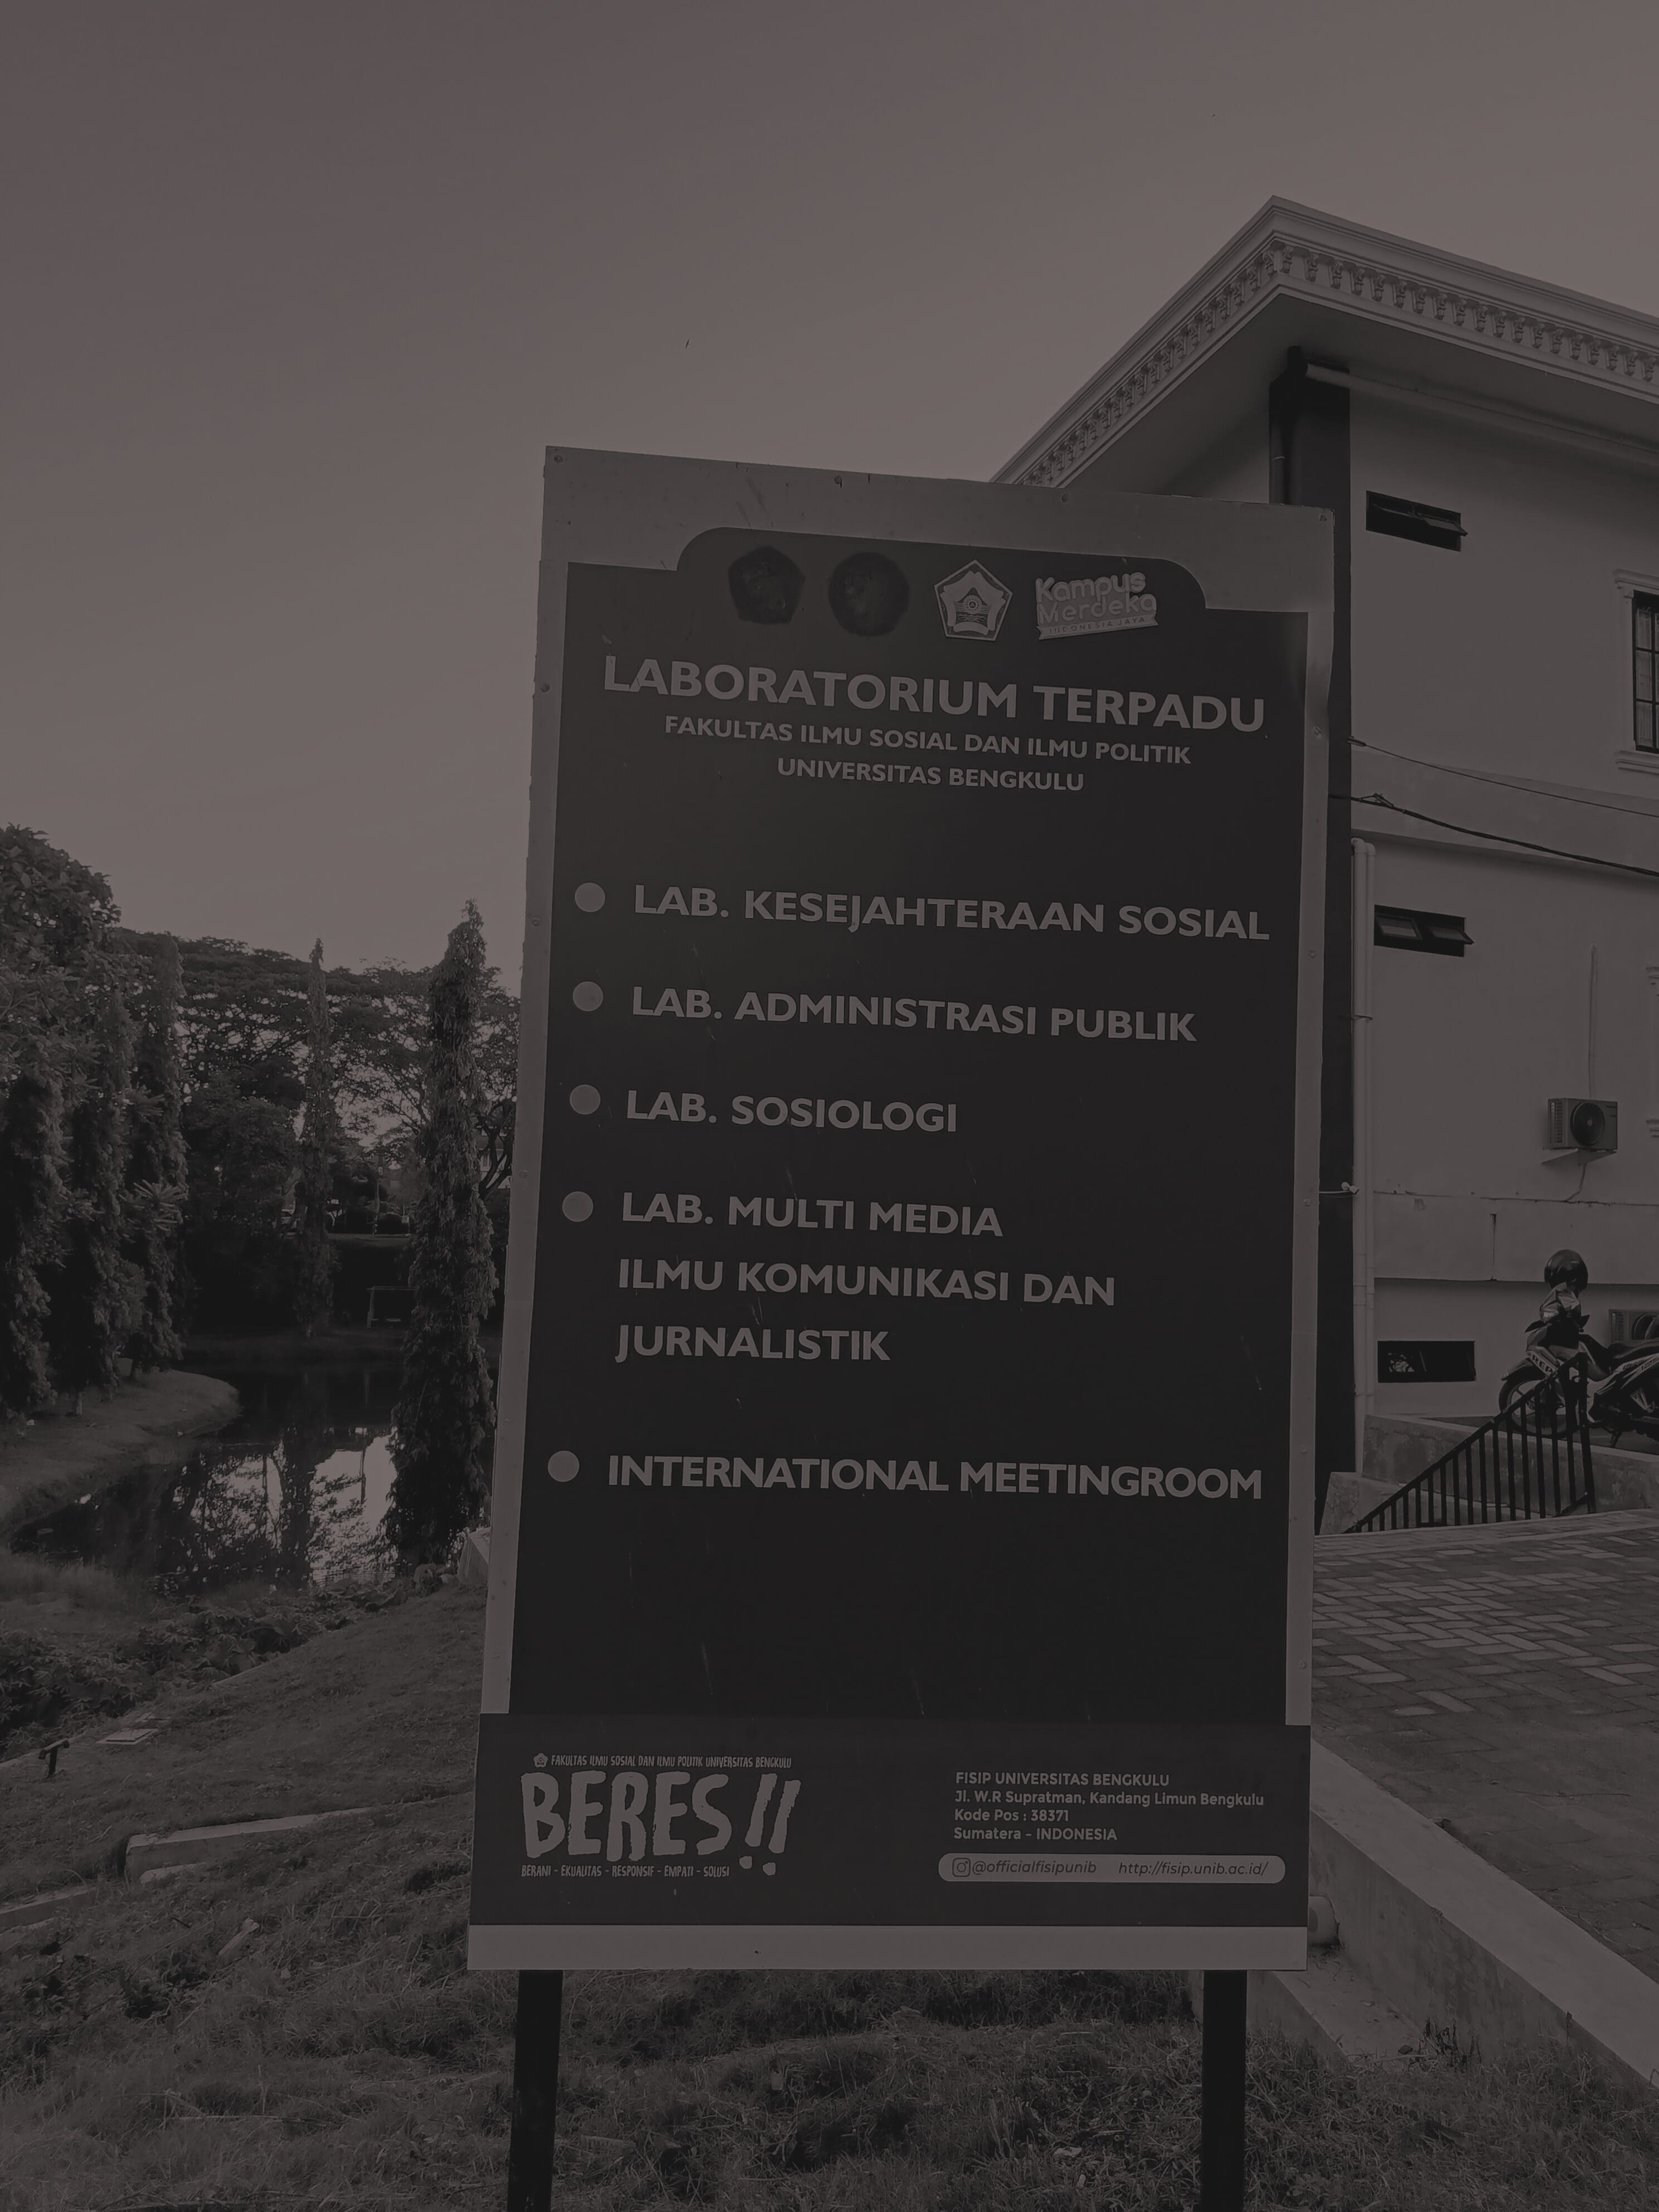 Kampus
Merdeka
INDONESIA JAYA
LABORATORIUM TERPADU
FAKULTAS ILMU SOSIAL DAN ILMU POLITIK
UNIVERSITAS BENGKULU
LAB. KESEJAHTERAAN SOSIAL
LAB. ADMINISTRASI PUBLIK
LAB. SOSIOLOGI
LAB. MULTI MEDIA
ILMU KOMUNIKASI DAN
JURNALISTIK
INTERNATIONAL MEETINGROOM
FAKULTAS ILMU SOSIAL DAN ILMU POLITIK UNIVERSITAS BENGKULU
BERES!!
BERANI - EKUALITAS - RESPONSIF - EMPATI - SOLUSI
FISIP UNIVERSITAS BENGKULU
Jl. W.R Supratman, Kandang Limun Bengkulu
Kode Pos : 38371
Sumatera - INDONESIA
@officialfisipunib http://fisip.unib.ac.id/